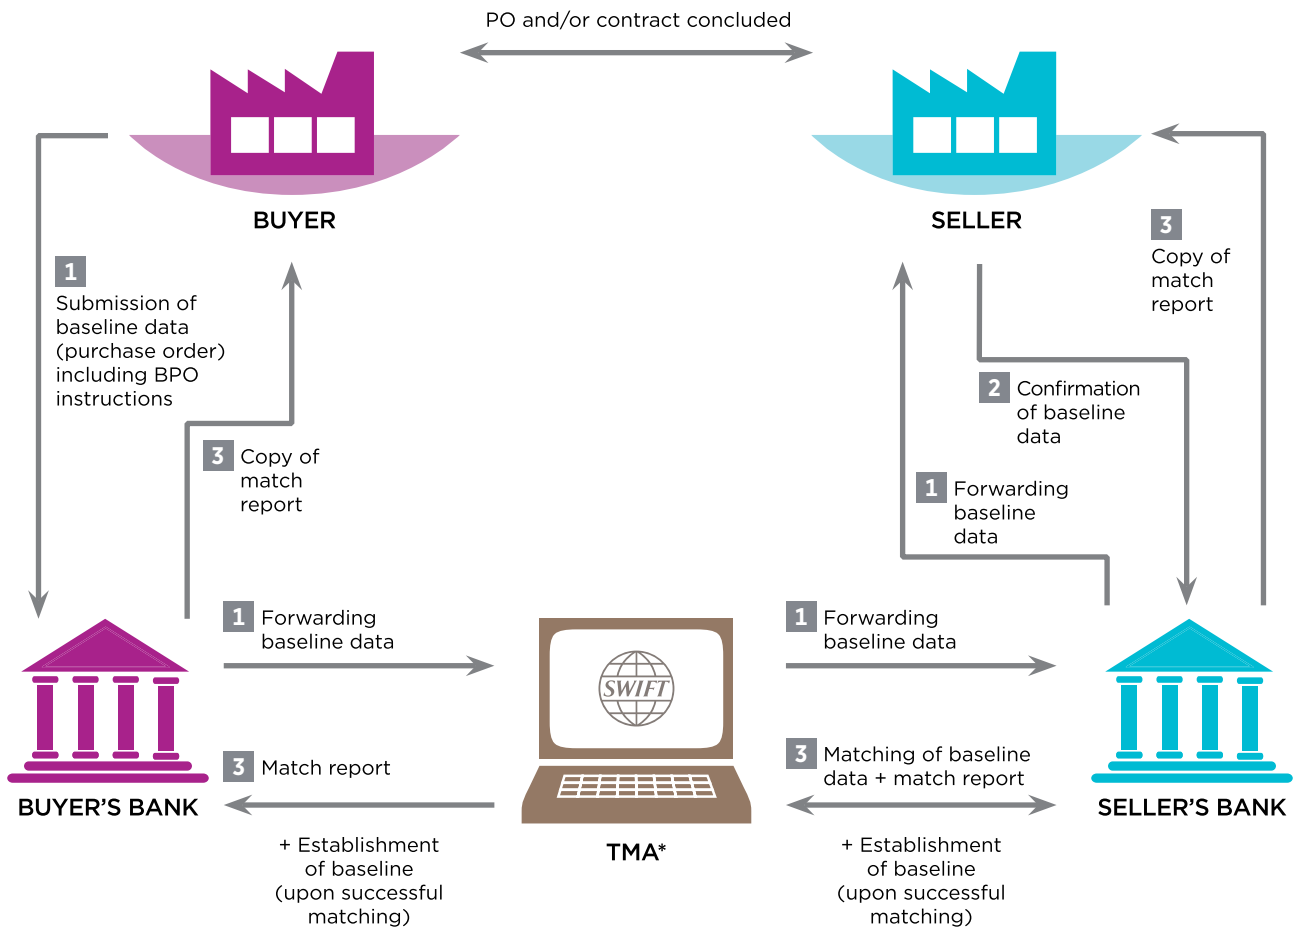 PO and/or contract concluded
BUYER
SELLER
1
Submission of
baseline data
(purchase order)
including BPO
instructions
3
Copy of
match
report
3
Copy of
match
report
2
Confirmation
of baseline
data
1
Forwarding
baseline
data
1
Forwarding
baseline data
1
Forwarding
baseline data
SWIFT
3
Match report
3
Matching of baseline
data + match report
BUYER'S BANK
SELLER'S BANK
+ Establishment
of baseline
(upon successful
matching)
TMA*
+ Establishment
of baseline
(upon successful
matching)